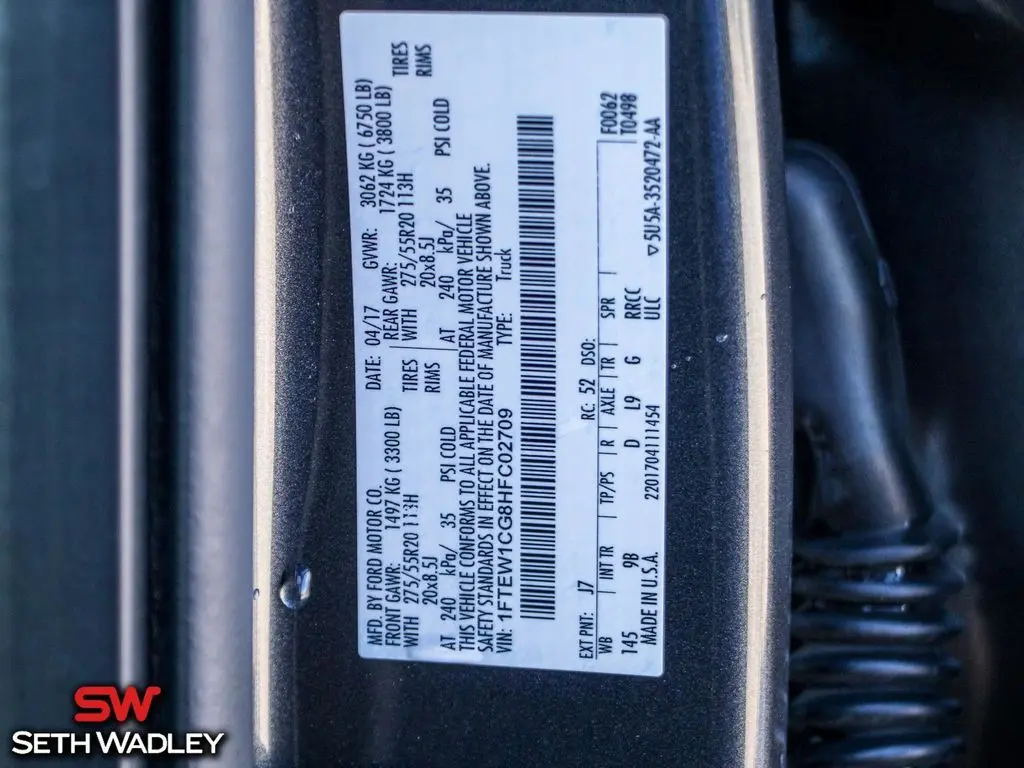 MFD. BY FORD MOTOR CO.
DATE: 04/17 GVWR: 3062 KG ( 6750 LB)
FRONT GAWR: 1497 KG ( 3300 LB) REAR GAWR: 1724 KG ( 3800 LB)
WITH 275/55R20 113H TIRES WITH 275/55R20 113H TIRES
20x8.5J RIMS 20x8.5J RIMS
AT 240 kPa/ 35 PSI COLD AT 240 kPa/ 35 PSI COLD
THIS VEHICLE CONFORMS TO ALL APPLICABLE FEDERAL MOTOR VEHICLE
SAFETY STANDARDS IN EFFECT ON THE DATE OF MANUFACTURE SHOWN ABOVE.
VIN: 1FTEW1CG8HFC02709 TYPE: Truck
EXT PNT: J7 RC: 52 DSO:
WB INT TR TP/PS R AXLE TR SPR F0062
T0498
145 9B D L9 G RRCC
MADE IN U.S.A. 220170411454 ULC ▽5U5A-3520472-AA
SW
SETH WADLEY